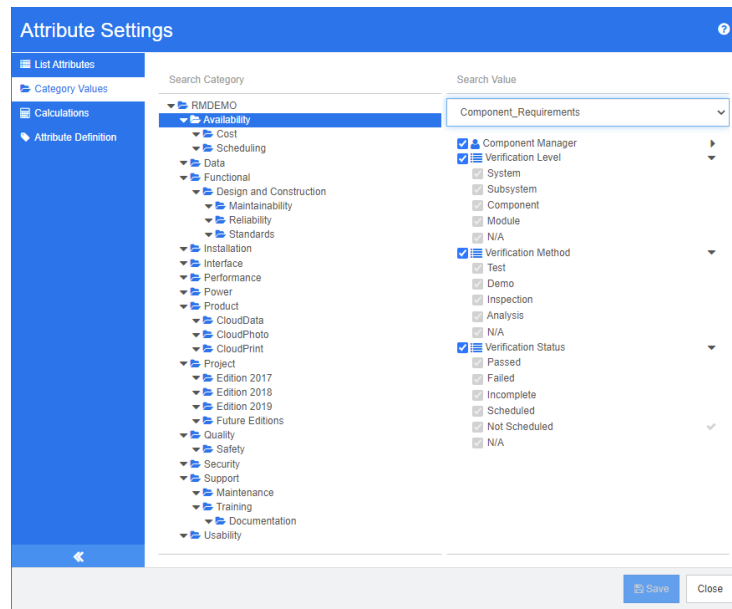 Attribute Settings
List Attributes
Category Values
Calculations
Attribute Definition
Search Category
RMDEMO
Availability
Cost
Scheduling
Data
Functional
Design and Construction
Maintainability
Reliability
Standards
Installation
Interface
Performance
Power
Product
CloudData
CloudPhoto
CloudPrint
Project
Edition 2017
Edition 2018
Edition 2019
Future Editions
Quality
Safety
Security
Support
Maintenance
Training
Documentation
Usability
Search Value
Component_Requirements
Component Manager
Verification Level
System
Subsystem
Component
Module
N/A
Verification Method
Test
Demo
Inspection
Analysis
N/A
Verification Status
Passed
Failed
Incomplete
Scheduled
Not Scheduled
N/A
Save
Close